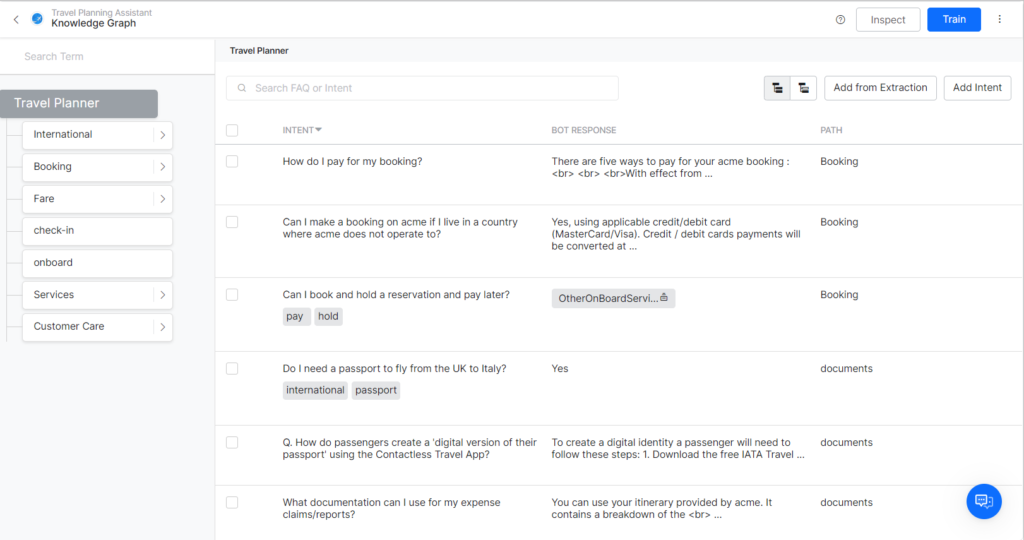 Travel Planning Assistant
Knowledge Graph
Inspect
Train
Search Term
Travel Planner
Travel Planner
International
Booking
Fare
check-in
onboard
Services
Customer Care
Search FAQ or Intent
Add from Extraction
Add Intent
INTENT
BOT RESPONSE
PATH
How do I pay for my booking?
There are five ways to pay for your acme booking :
<br> <br> <br>With effect from ...
Booking
Can I make a booking on acme if I live in a country
where acme does not operate to?
Yes, using applicable credit/debit card
(MasterCard/Visa). Credit / debit cards payments will
be converted at ...
Booking
Can I book and hold a reservation and pay later?
pay
hold
OtherOnBoardServi...
Booking
Do I need a passport to fly from the UK to Italy?
international
passport
Yes
documents
Q. How do passengers create a 'digital version of their
passport' using the Contactless Travel App?
To create a digital identity a passenger will need to
follow these steps: 1. Download the free IATA Travel ...
documents
What documentation can I use for my expense
claims/reports?
You can use your itinerary provided by acme. It
contains a breakdown of the <br> ...
documents